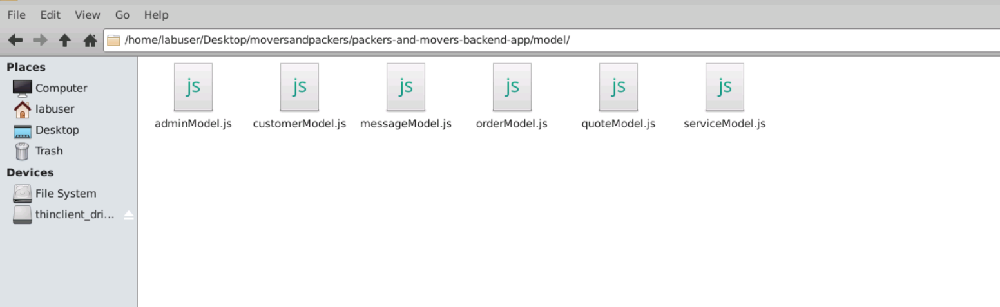 File Edit View Go Help
/home/labuser/Desktop/moversandpackers/packers-and-movers-backend-app/model/
Places
Computer
labuser
Desktop
Trash
Devices
File System
thinclient_dri...
js js js js js js
adminModel.js customerModel.js messageModel.js orderModel.js quoteModel.js serviceModel.js